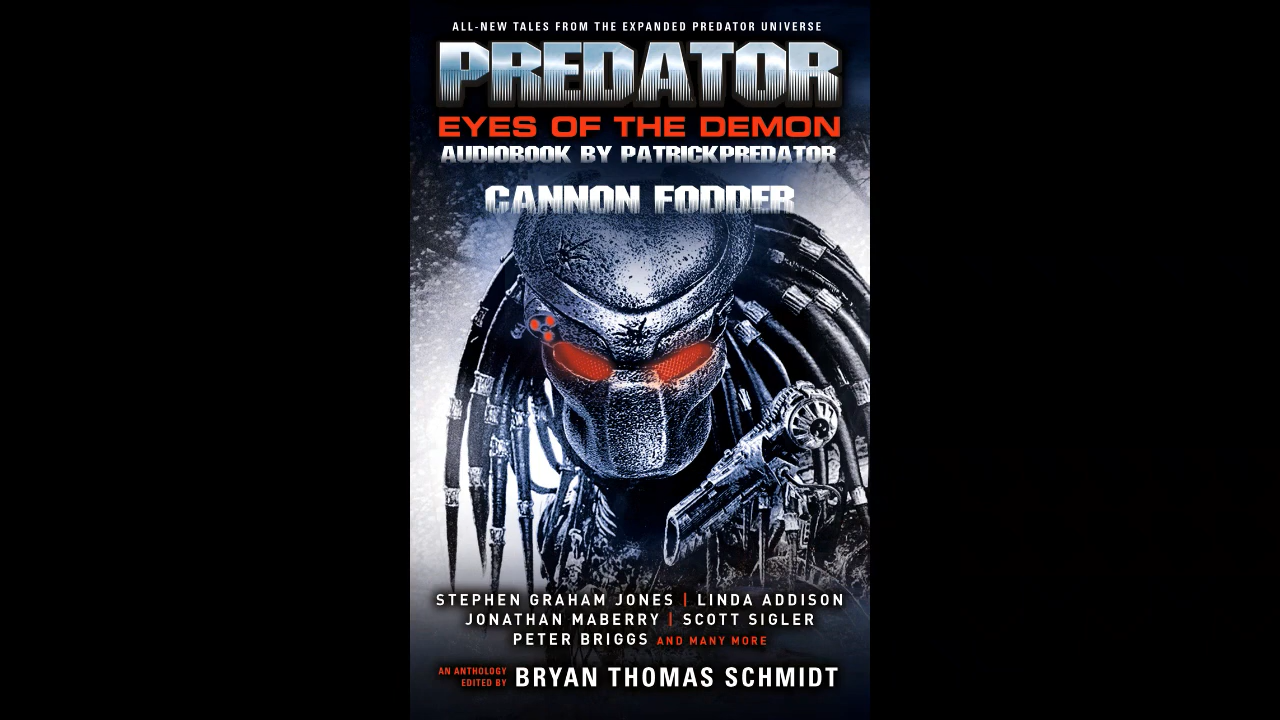 ALL-NEW TALES FROM THE EXPANDED PREDATOR UNIVERSE
PREDATOR
EYES OF THE DEMON
AUDIOBOOK BY PATRICKPREDATOR
CANNON FODDER
STEPHEN GRAHAM JONES | LINDA ADDISON
JONATHAN MABERRY | SCOTT SIGLER
PETER BRIGGS AND MANY MORE
AN ANTHOLOGY EDITED BY BRYAN THOMAS SCHMIDT